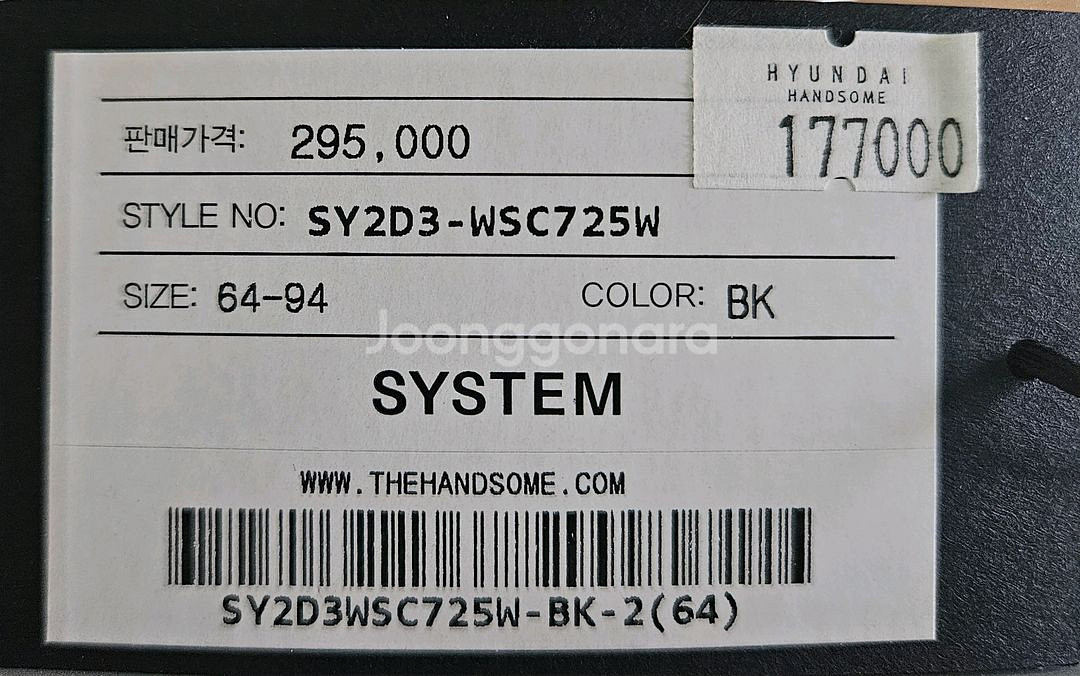 HYUNDAI
HANDSOME
177000
판매가격: 295,000
STYLE NO: SY2D3-WSC725W
SIZE: 64-94 COLOR: BK
Joonggonara
SYSTEM
WWW.THEHANDSOME.COM
SY2D3WSC725W-BK-2(64)